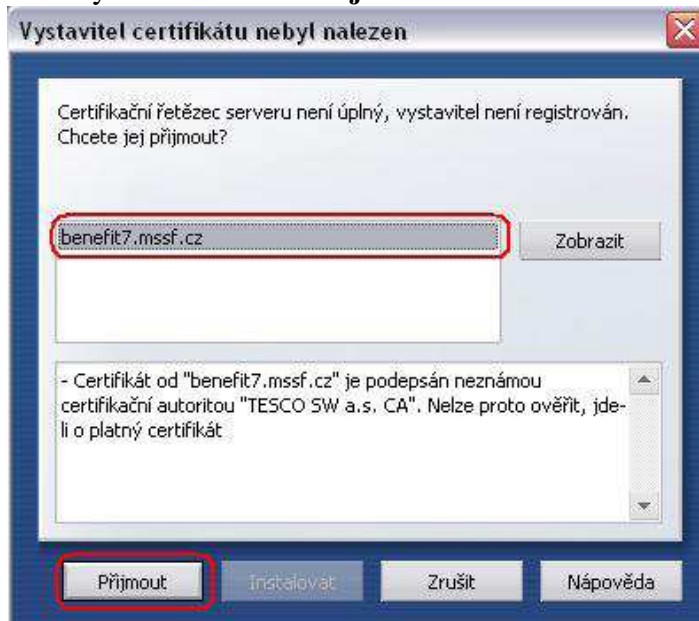 Vystavitel certifikátu nebyl nalezen
Certifikační řetězec serveru není úplný, vystavitel není registrován.
Chcete jej přijmout?
benefit7.mssf.cz
Zobrazit
- Certifikát od "benefit7.mssf.cz" je podepsán neznámou
certifikační autoritou "TESCO SW a.s. CA". Nelze proto ověřit, jde-
li o platný certifikát
Přijmout
Instalovat
Zrušit
Nápověda